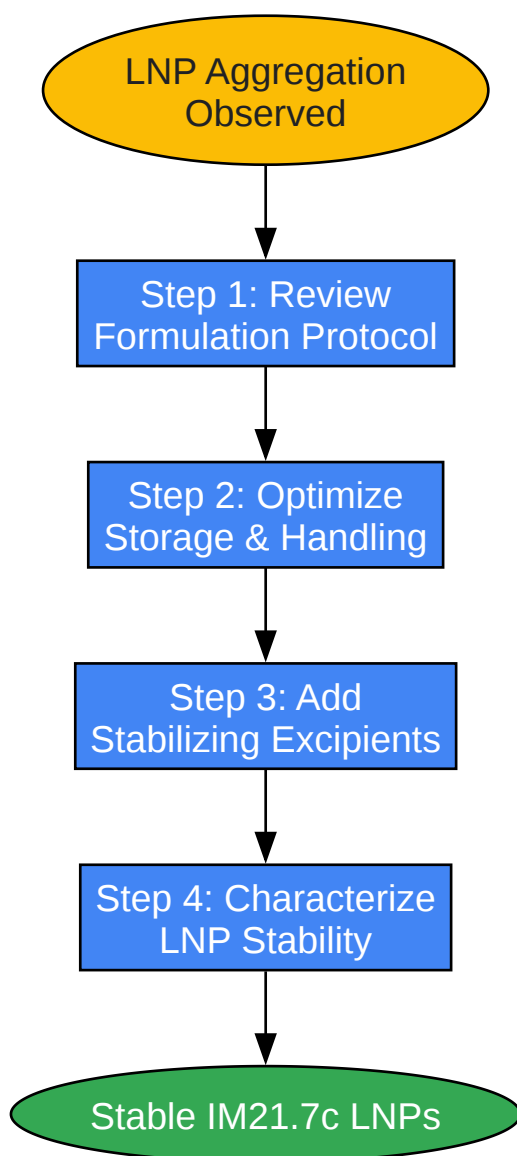 LNP Aggregation
Observed
Step 1: Review
Formulation Protocol
Step 2: Optimize
Storage & Handling
Step 3: Add
Stabilizing Excipients
Step 4: Characterize
LNP Stability
Stable IM21.7c LNPs